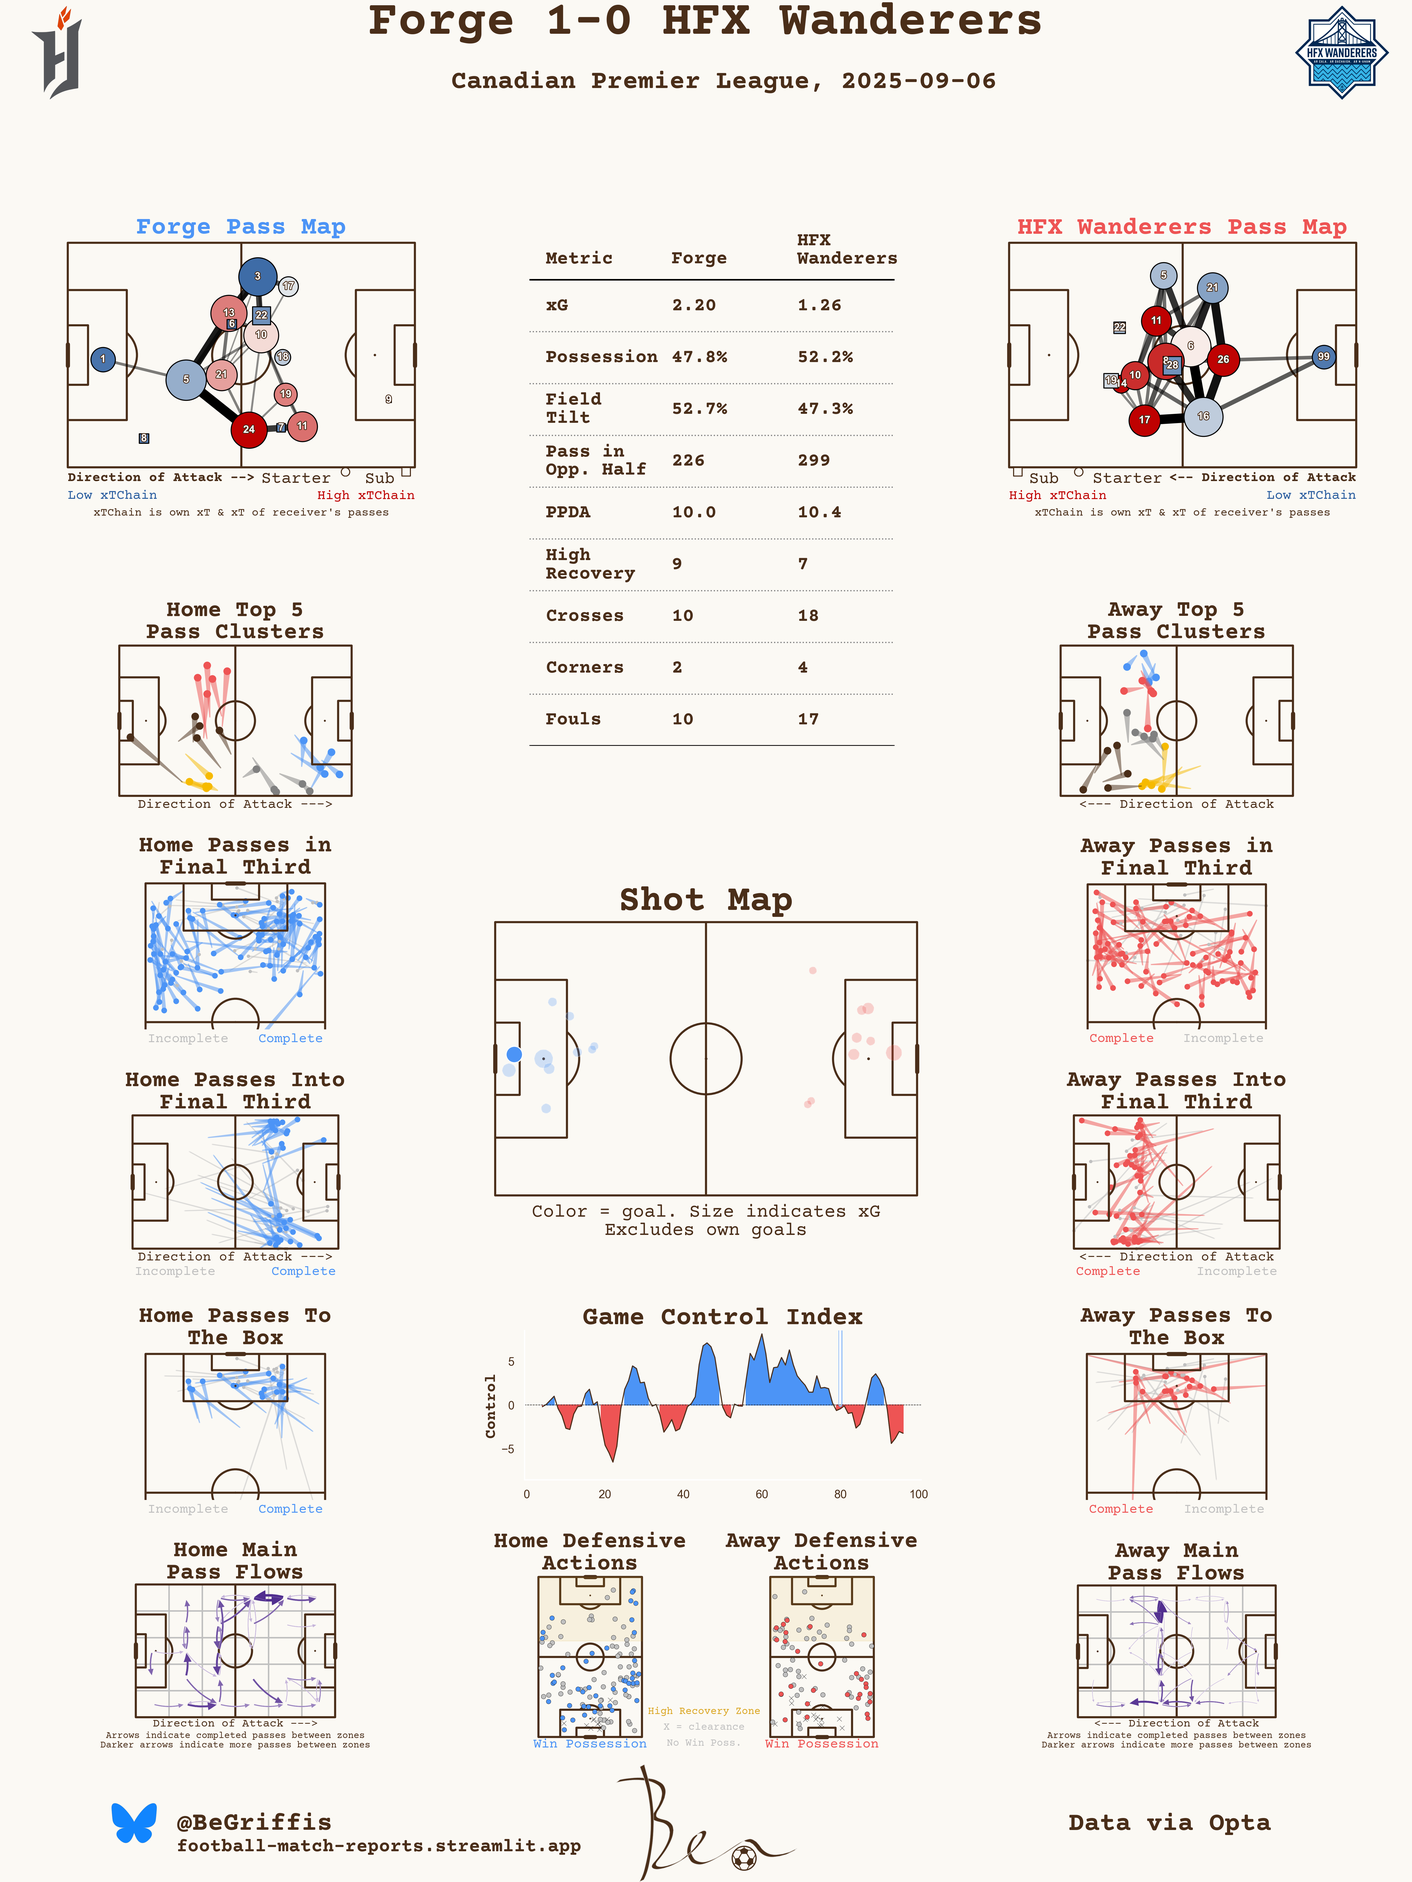 Forge 1-0 HFX Wanderers
Canadian Premier League, 2025-09-06
HFX WANDERERS
Forge Pass Map
3
17
13
6
22
10
1
18
5
21
19
9
24
7
11
8
Direction of Attack --> Starter Sub
Low xTChain High xTChain
xTChain is own xT & xT of receiver's passes
Metric Forge HFX Wanderers
xG 2.20 1.26
Possession 47.8% 52.2%
Field Tilt 52.7% 47.3%
Pass in Opp. Half 226 299
PPDA 10.0 10.4
High Recovery 9 7
Crosses 10 18
Corners 2 4
Fouls 10 17
HFX Wanderers Pass Map
5
21
11
22
6
8
28
26
99
10
19
14
17
16
Sub Starter <-- Direction of Attack
High xTChain Low xTChain
xTChain is own xT & xT of receiver's passes
Home Top 5
Pass Clusters
Direction of Attack --->
Away Top 5
Pass Clusters
<--- Direction of Attack
Home Passes in
Final Third
Incomplete Complete
Away Passes in
Final Third
Complete Incomplete
Shot Map
Color = goal. Size indicates xG
Excludes own goals
Home Passes Into
Final Third
Direction of Attack --->
Incomplete Complete
Away Passes Into
Final Third
<--- Direction of Attack
Complete Incomplete
Home Passes To
The Box
Incomplete Complete
Game Control Index
Control
5
0
−5
0 20 40 60 80 100
Away Passes To
The Box
Complete Incomplete
Home Main
Pass Flows
Direction of Attack --->
Arrows indicate completed passes between zones
Darker arrows indicate more passes between zones
Home Defensive
Actions
Win Possession
High Recovery Zone
X = clearance
No Win Poss.
Away Defensive
Actions
Win Possession
Away Main
Pass Flows
<--- Direction of Attack
Arrows indicate completed passes between zones
Darker arrows indicate more passes between zones
@BeGriffis
football-match-reports.streamlit.app
Ben
Data via Opta